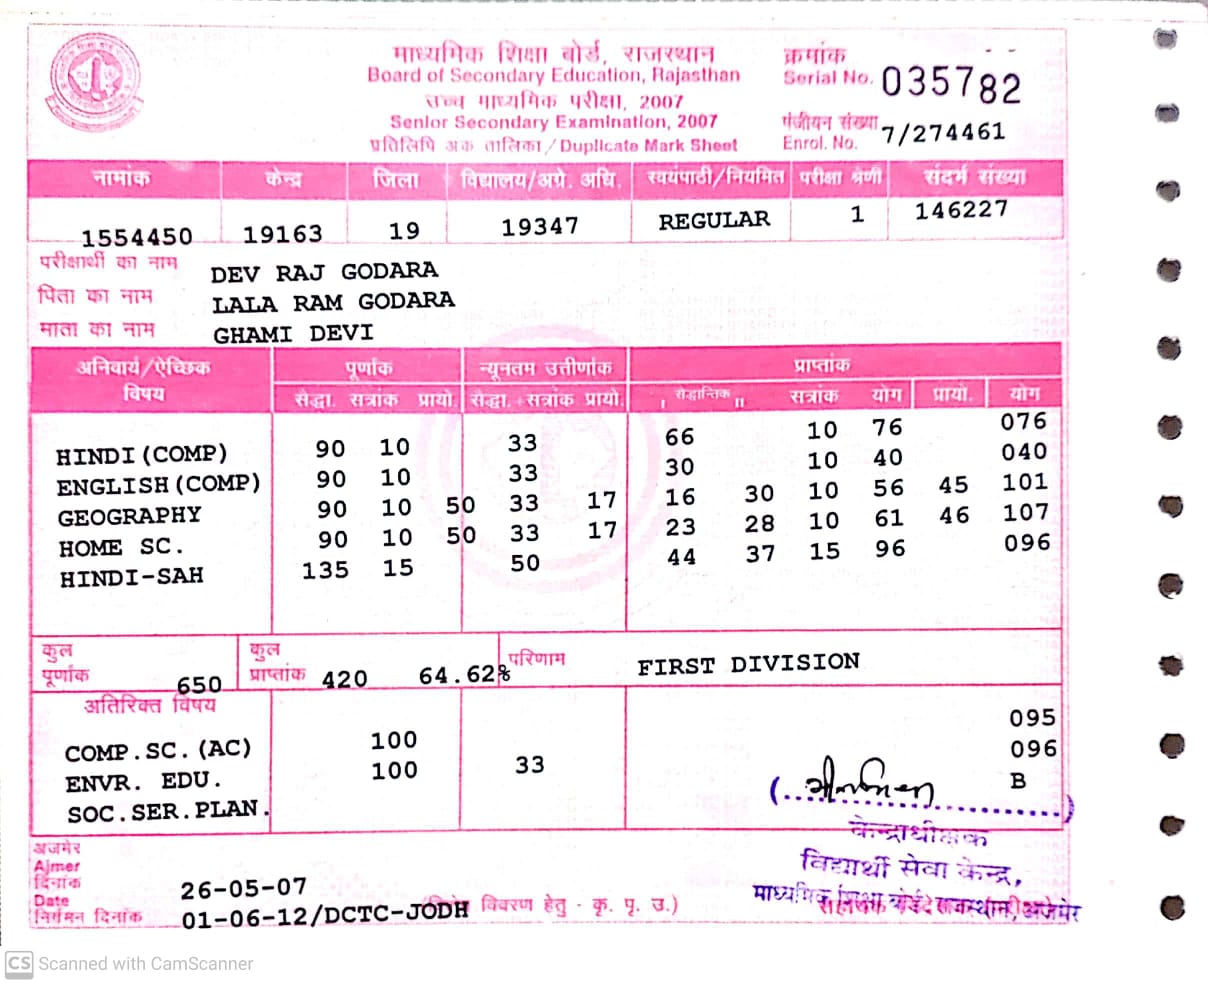 माध्यमिक शिक्षा बोर्ड, राजस्थान
Board of Secondary Education, Rajasthan
उच्च माध्यमिक परीक्षा, 2007
Senior Secondary Examination, 2007
प्रतिलिपि अंक तालिका/Duplicate Mark Sheet
क्रमांक
Serial No. 035782
पंजीयन संख्या
Enrol. No. 7/274461
नामांक केन्द्र जिला विद्यालय/अग्रे. अधि. स्वयंपाठी/नियमित परीक्षा श्रेणी संदर्भ संख्या
1554450 19163 19 19347 REGULAR 1 146227
परीक्षार्थी का नाम DEV RAJ GODARA
पिता का नाम LALA RAM GODARA
माता का नाम GHAMI DEVI
अनिवार्य/ऐच्छिक विषय पूर्णांक न्यूनतम उत्तीर्णांक प्राप्तांक
सैद्धा. सत्रांक प्रायो. सैद्धा.+सत्रांक प्रायो. I सैद्धान्तिक II सत्रांक योग प्रायो. योग
HINDI(COMP) 90 10 33 66 10 76 076
ENGLISH(COMP) 90 10 33 30 10 40 040
GEOGRAPHY 90 10 50 33 17 16 30 10 56 45 101
HOME SC. 90 10 50 33 17 23 28 10 61 46 107
HINDI-SAH 135 15 50 44 37 15 96 096
कुल पूर्णांक 650 कुल प्राप्तांक 420 64.62% परिणाम FIRST DIVISION
अतिरिक्त विषय
COMP.SC.(AC) 100 095
ENVR. EDU. 100 33 096
SOC.SER.PLAN. B
केन्द्राधीक्षक
विद्यार्थी सेवा केन्द्र,
माध्यमिक शिक्षा बोर्ड राजस्थान, अजमेर
अजमेर
Ajmer
दिनांक
Date 26-05-07
निर्गमन दिनांक 01-06-12/DCTC-JODH विवरण हेतु - कृ. पृ. उ.)
CS Scanned with CamScanner